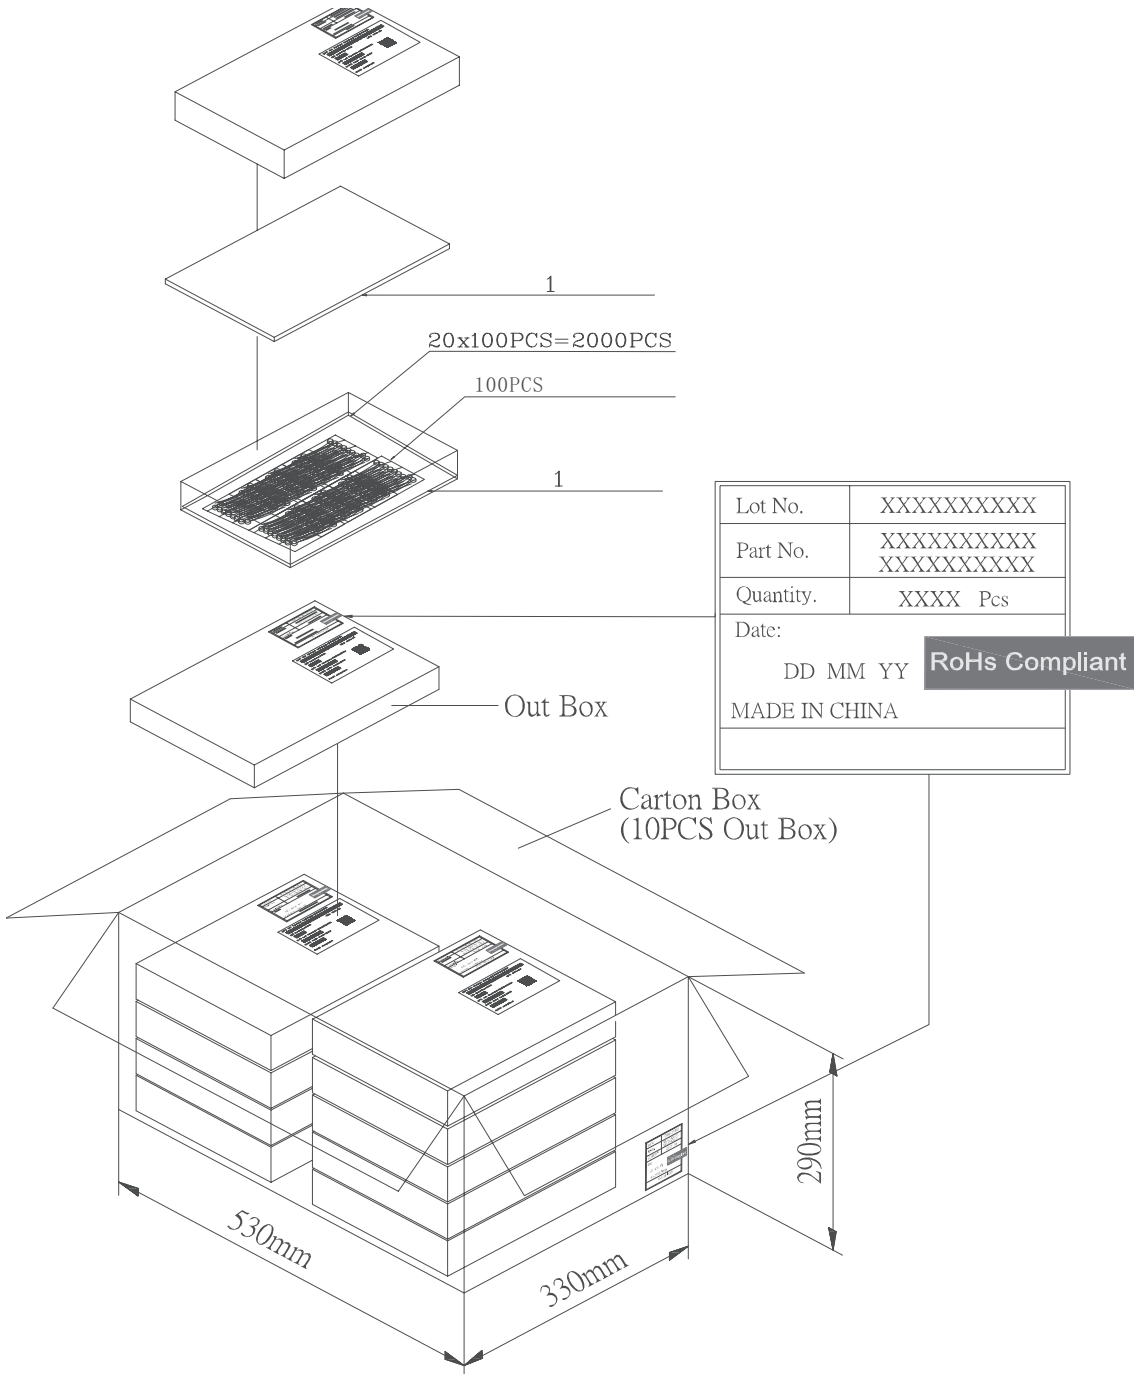 1
20x100PCS=2000PCS
100PCS
1
Lot No. XXXXXXXXXX
Part No. XXXXXXXXXX
XXXXXXXXXX
Quantity. XXXX Pcs
Date:
DD MM YY
RoHs Compliant
MADE IN CHINA
Out Box
Carton Box
(10PCS Out Box)
290mm
530mm
330mm